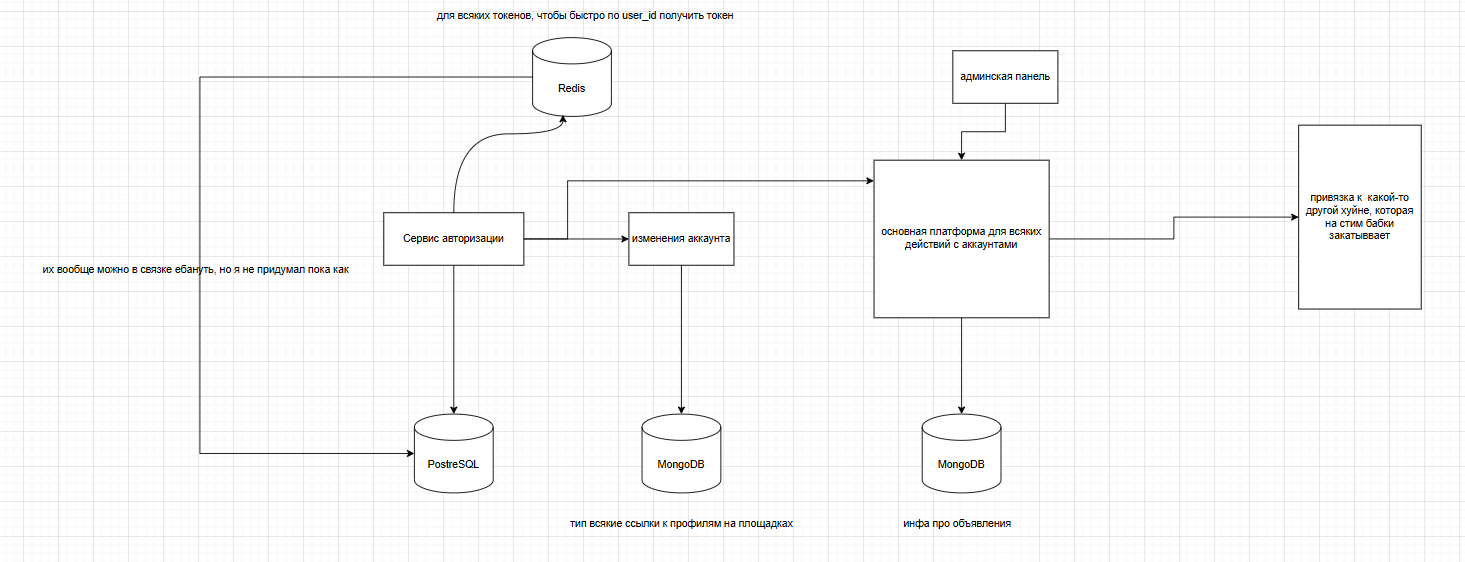 для всяких токенов, чтобы быстро по user_id получить токен
Redis
админская панель
привязка к какой-то
другой хуйне, которая
на стим бабки
закатыввает
основная платформа для всяких
действий с аккаунтами
Сервис авторизации
изменения аккаунта
их вообще можно в связке ебануть, но я не придумал пока как
PostreSQL
MongoDB
MongoDB
тип всякие ссылки к профилям на площадках
инфа про объявления